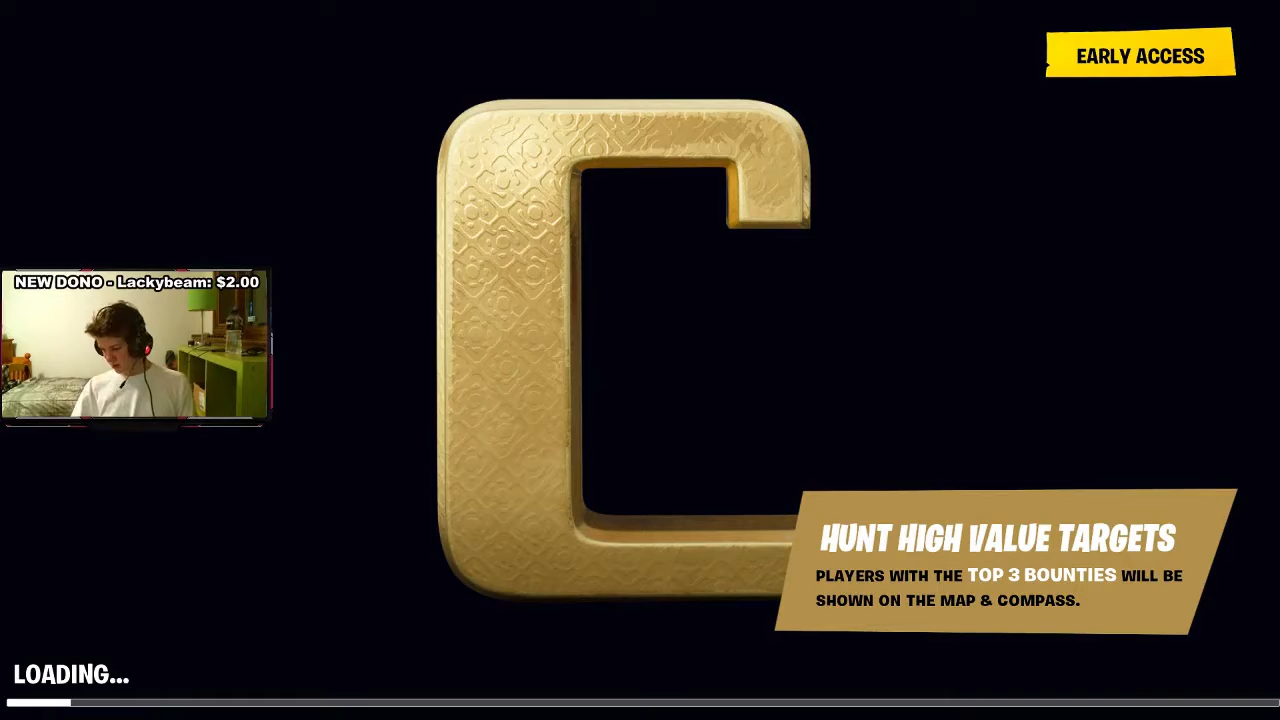 EARLY ACCESS
NEW DONO - Lackybeam: $2.00
HUNT HIGH VALUE TARGETS
PLAYERS WITH THE TOP 3 BOUNTIES WILL BE
SHOWN ON THE MAP & COMPASS.
LOADING...